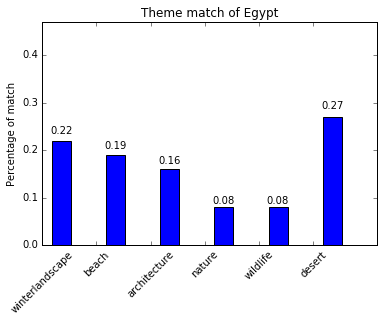 Theme match of Egypt
Percentage of match
0.4
0.3
0.2
0.1
0.0
0.22
0.19
0.16
0.08
0.08
0.27
winterlandscape
beach
architecture
nature
wildlife
desert